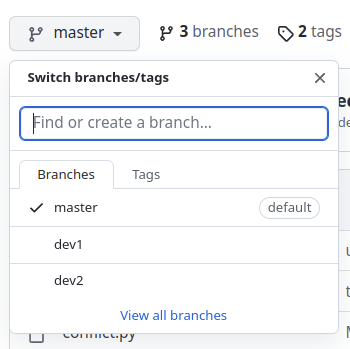 master 3 branches 2 tags
Switch branches/tags
Find or create a branch...
Branches Tags
master default
dev1
dev2
View all branches
conflict.py